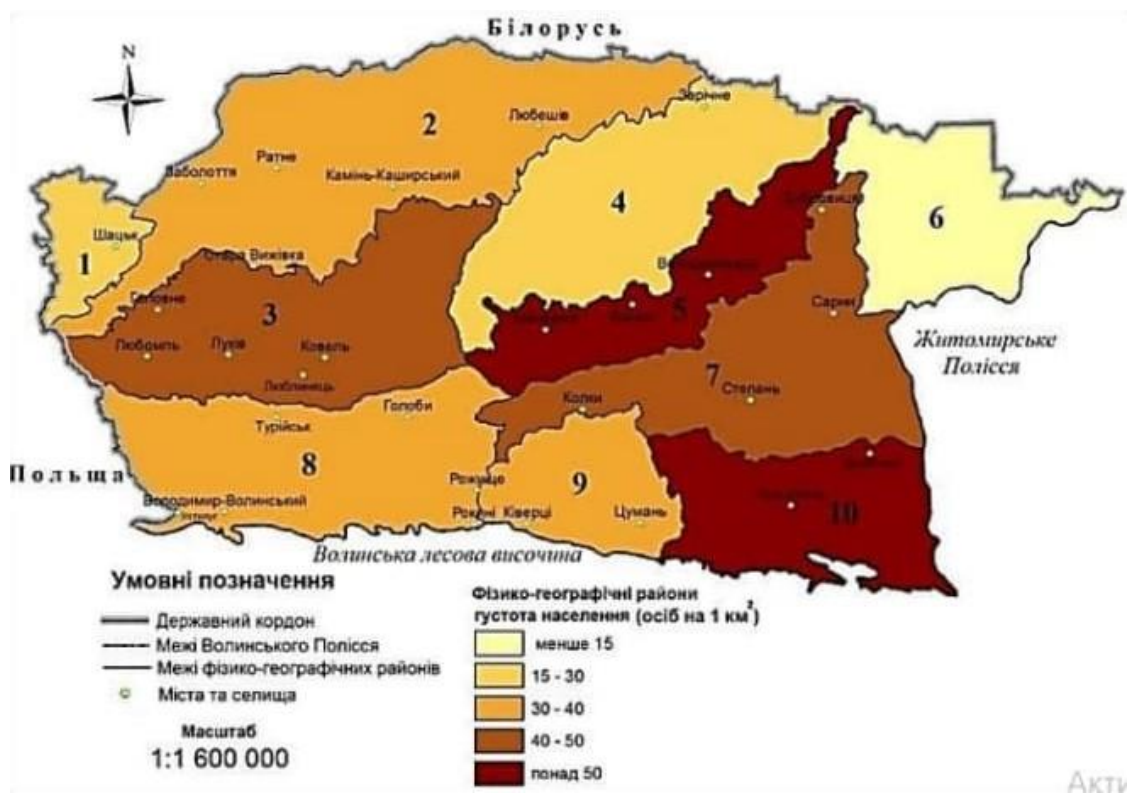 Білорусь
N
Зарічне
Любешів
2
Ратне
Заболоття
Камінь-Каширський
4
6
Шацьк
1
Стара Вижівка
Головне
3
5
Сарни
Любомль
Луків
Ковель
Люблинець
Житомирське
Полісся
7
Степань
Колки
Голоби
Турійськ
8
Польща
Рожище
9
Володимир-Волинський
Рокині
Ківерці
Цумань
10
Волинська лесова височина
Умовні позначення
Державний кордон
Межі Волинського Полісся
Межі фізико-географічних районів
Міста та селища
Масштаб
1:1 600 000
Фізико-географічні райони
густота населення (осіб на 1 км²)
менше 15
15 - 30
30 - 40
40 - 50
понад 50
Акти